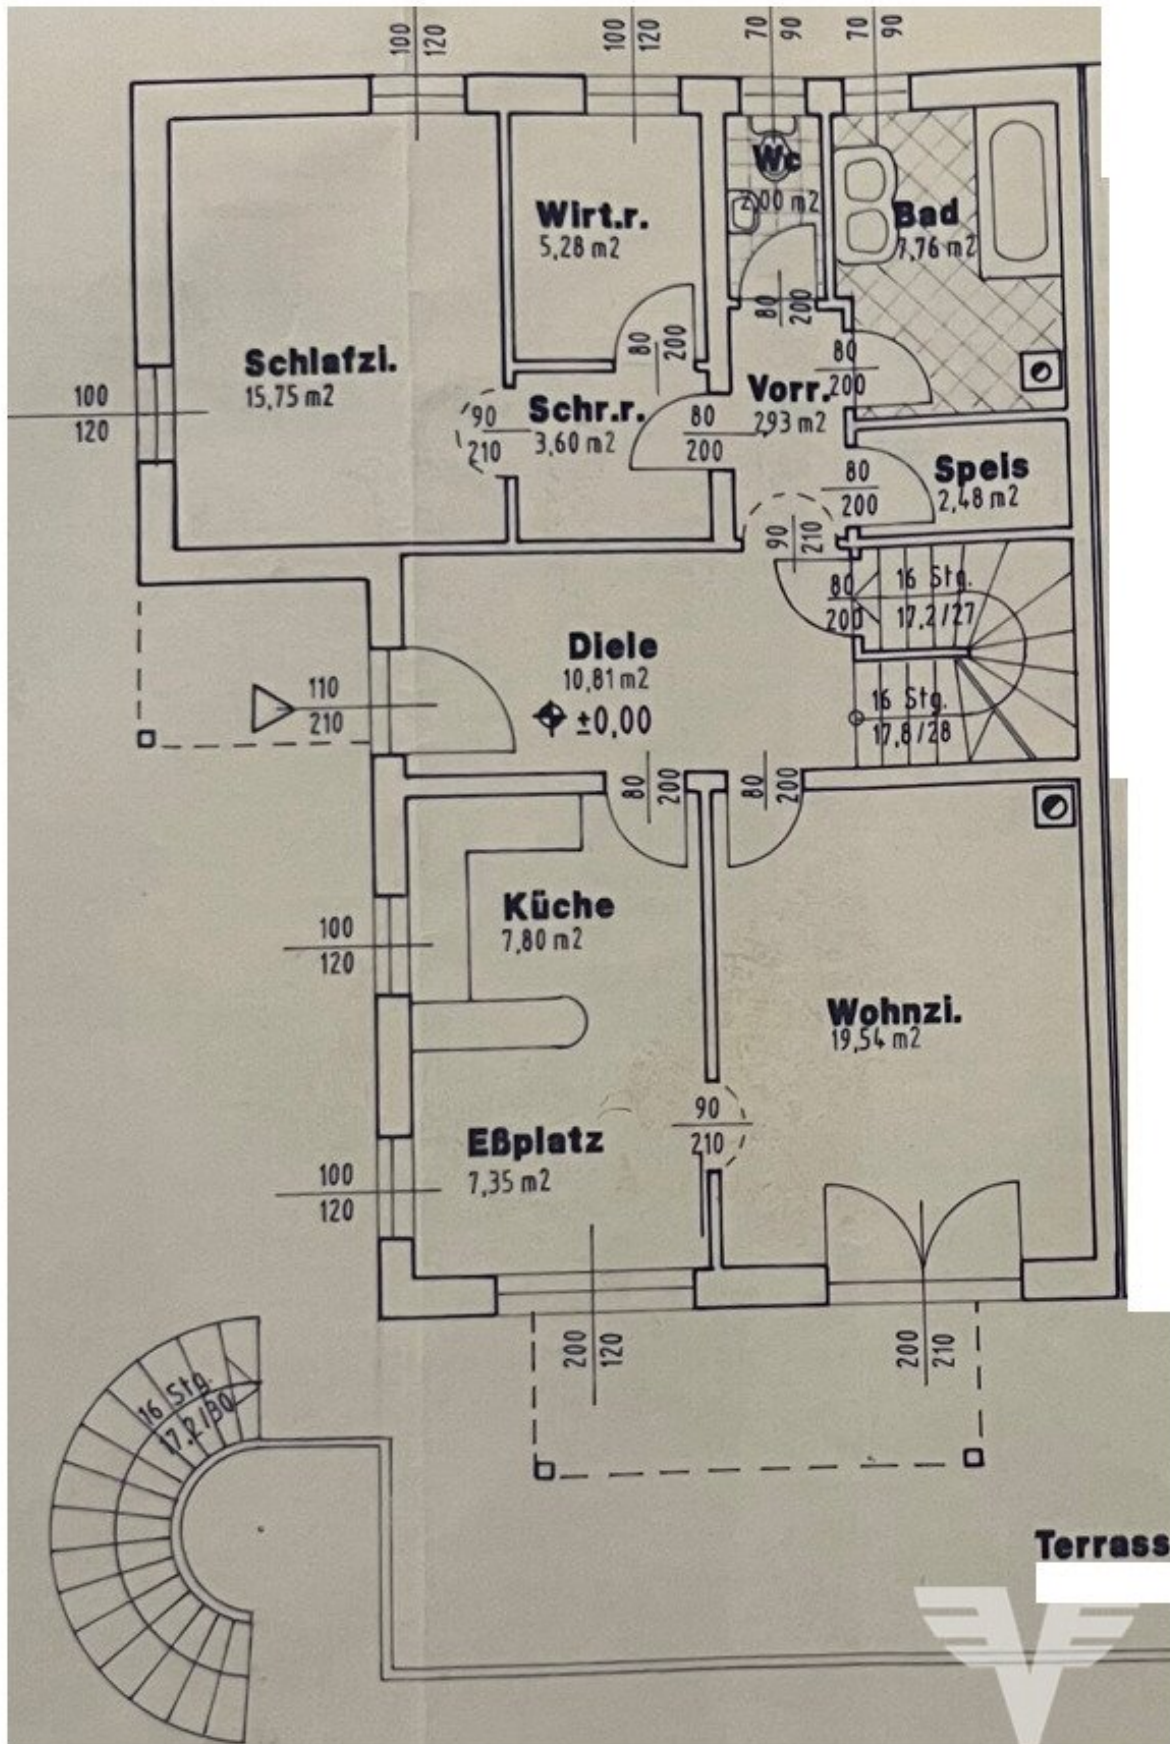 100
120
100
120
70
90
70
90
Wc
2,00 m2
Wirt.r.
5,28 m2
Bad
7,76 m2
80
200
80
200
Schlafzi.
15,75 m2
80
200
Vorr.
2,93 m2
100
120
90
210
Schr.r.
3,60 m2
80
200
80
200
Speis
2,48 m2
90
210
80
200
16 Stg.
17,2/27
Diele
10,81 m2
±0,00
110
210
16 Stg.
17,8/28
80
200
80
200
Küche
7,80 m2
100
120
Wohnzi.
19,54 m2
90
210
Eßplatz
7,35 m2
100
120
200
120
200
210
16 Stg.
17,2/30
Terrass